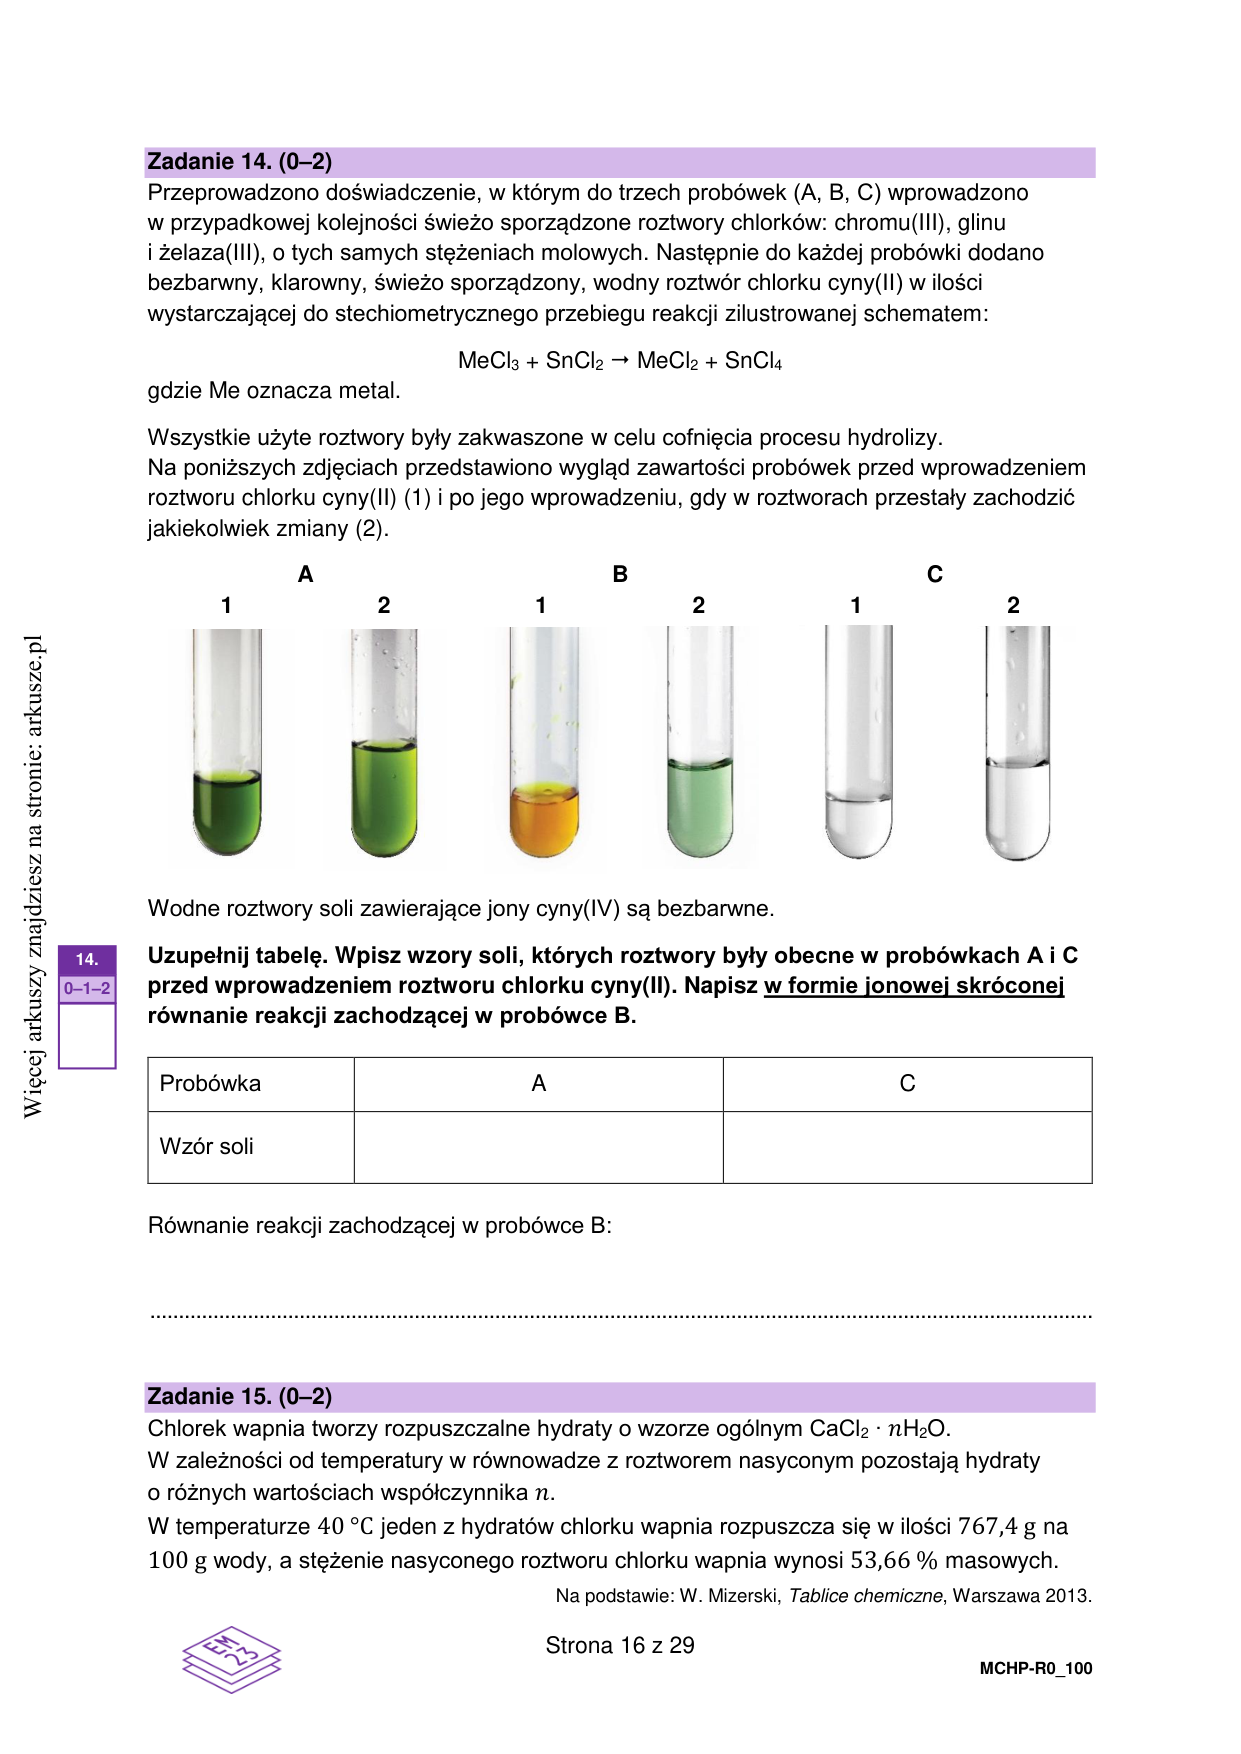 Zadanie 14. (0–2)
Przeprowadzono doświadczenie, w którym do trzech probówek (A, B, C) wprowadzono
w przypadkowej kolejności świeżo sporządzone roztwory chlorków: chromu(III), glinu
i żelaza(III), o tych samych stężeniach molowych. Następnie do każdej probówki dodano
bezbarwny, klarowny, świeżo sporządzony, wodny roztwór chlorku cyny(II) w ilości
wystarczającej do stechiometrycznego przebiegu reakcji zilustrowanej schematem:
MeCl₃ + SnCl₂ → MeCl₂ + SnCl₄
gdzie Me oznacza metal.
Wszystkie użyte roztwory były zakwaszone w celu cofnięcia procesu hydrolizy.
Na poniższych zdjęciach przedstawiono wygląd zawartości probówek przed wprowadzeniem
roztworu chlorku cyny(II) (1) i po jego wprowadzeniu, gdy w roztworach przestały zachodzić
jakiekolwiek zmiany (2).
A B C
1 2 1 2 1 2
Wodne roztwory soli zawierające jony cyny(IV) są bezbarwne.
Uzupełnij tabelę. Wpisz wzory soli, których roztwory były obecne w probówkach A i C
przed wprowadzeniem roztworu chlorku cyny(II). Napisz w formie jonowej skróconej
równanie reakcji zachodzącej w probówce B.
14.
0–1–2
Probówka A C
Wzór soli
Równanie reakcji zachodzącej w probówce B:
Zadanie 15. (0–2)
Chlorek wapnia tworzy rozpuszczalne hydraty o wzorze ogólnym CaCl₂ · nH₂O.
W zależności od temperatury w równowadze z roztworem nasyconym pozostają hydraty
o różnych wartościach współczynnika n.
W temperaturze 40 °C jeden z hydratów chlorku wapnia rozpuszcza się w ilości 767,4 g na
100 g wody, a stężenie nasyconego roztworu chlorku wapnia wynosi 53,66 % masowych.
Na podstawie: W. Mizerski, Tablice chemiczne, Warszawa 2013.
EM
23
Strona 16 z 29
MCHP-R0_100
Więcej arkuszy znajdziesz na stronie: arkusze.pl